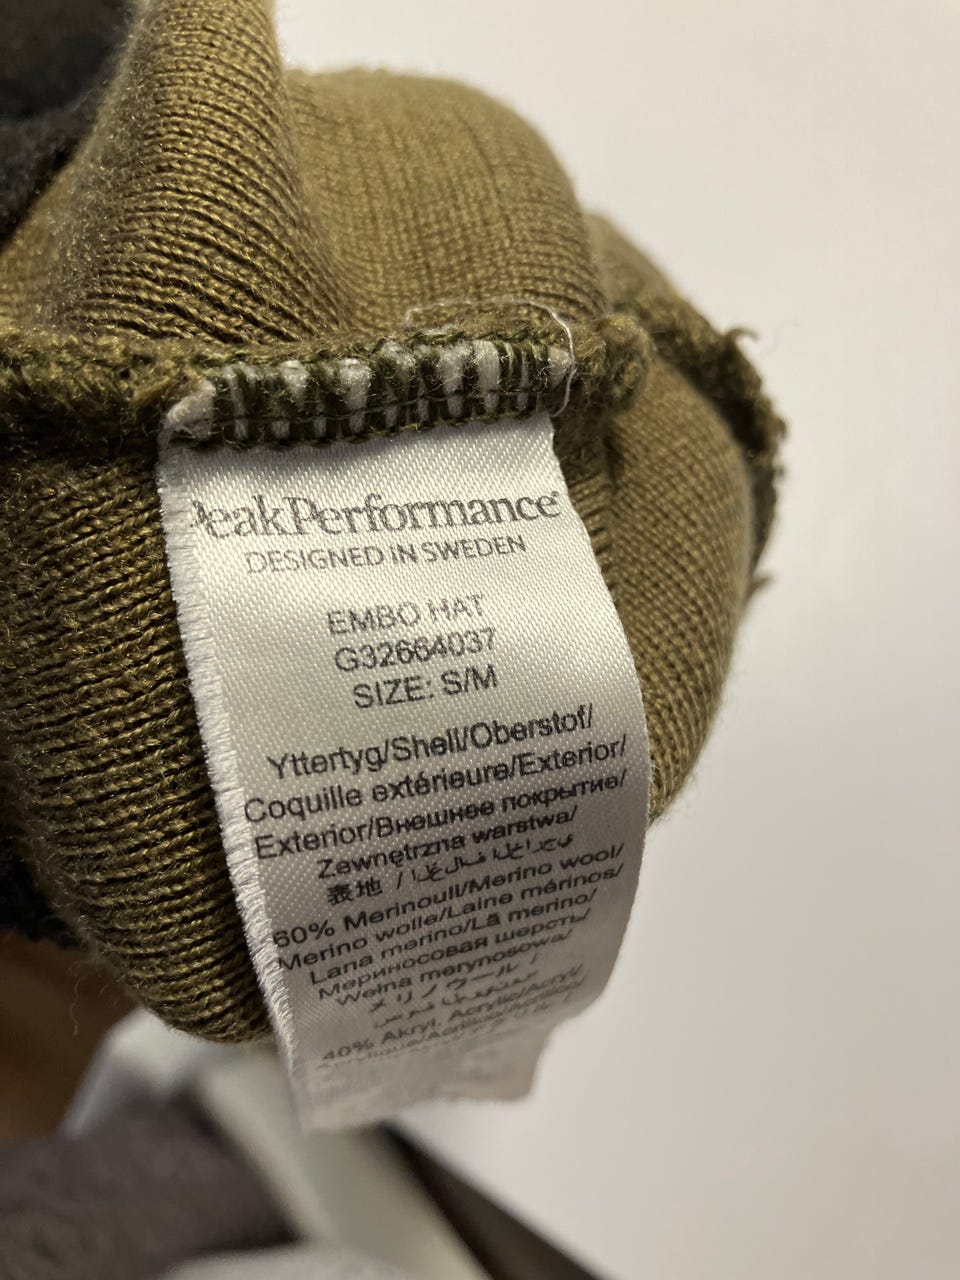 PeakPerformance®
DESIGNED IN SWEDEN
EMBO HAT
G32664037
SIZE: S/M
Yttertyg/Shell/Oberstof/
Coquille extérieure/Exterior/
Exterior/Внешнее покрытие/
Zewnętrzna warstwa/
表地 /
60% Merinoull/Merino wool/
Merino wolle/Laine mérinos/
Lana merino/Lã merino/
Мериносовая шерсть/
Wełna merynosowa/
メリノウール /
40% Akryl, Acrylic/Acryl/